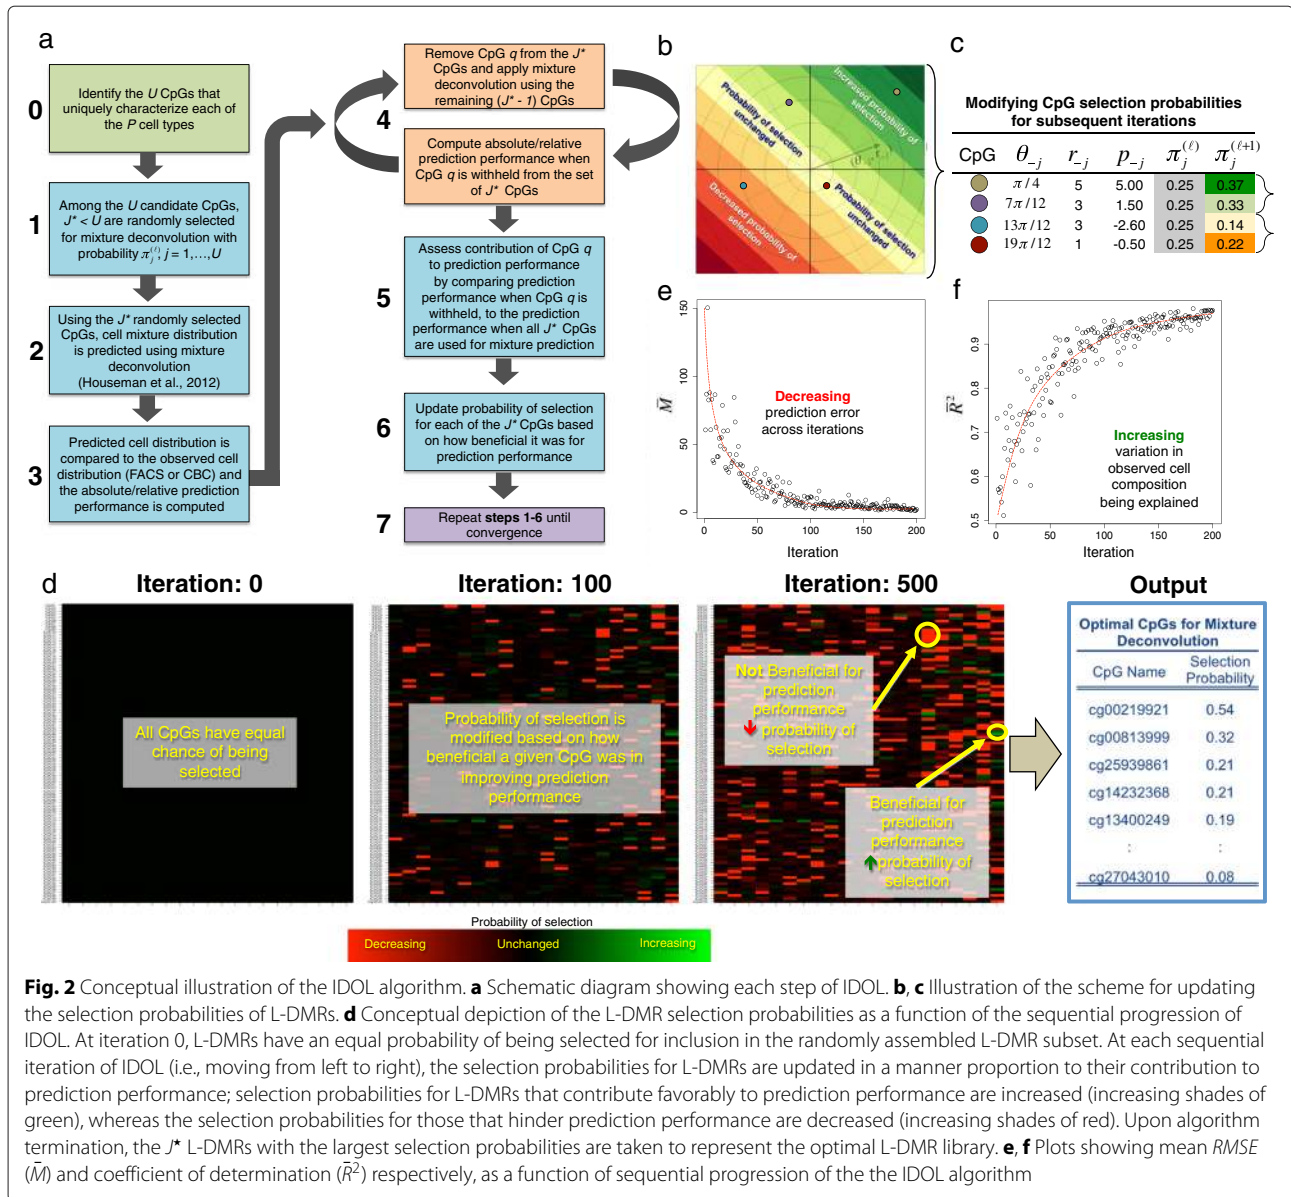 a
0
Identify the U CpGs that
uniquely characterize each of
the P cell types
1
Among the U candidate CpGs,
J* < U are randomly selected
for mixture deconvolution with
probability π_j^(ℓ), j = 1,…,U
2
Using the J* randomly selected
CpGs, cell mixture distribution
is predicted using mixture
deconvolution
(Houseman et al., 2012)
3
Predicted cell distribution is
compared to the observed cell
distribution (FACS or CBC) and
the absolute/relative prediction
performance is computed
4
Remove CpG q from the J*
CpGs and apply mixture
deconvolution using the
remaining (J* - 1) CpGs
Compute absolute/relative
prediction performance when
CpG q is withheld from the set
of J* CpGs
5
Assess contribution of CpG q
to prediction performance
by comparing prediction
performance when CpG q is
withheld, to the prediction
performance when all J* CpGs
are used for mixture prediction
6
Update probability of selection
for each of the J* CpGs based
on how beneficial it was for
prediction performance
7
Repeat steps 1-6 until
convergence
b
Increased probability of
selection
Probability of selection
unchanged
Probability of selection
unchanged
Decreased probability of
selection
c
Modifying CpG selection probabilities
for subsequent iterations
CpG θ_-j r_-j p_-j π_j^(ℓ) π_j^(ℓ+1)
π/4 5 5.00 0.25 0.37
7π/12 3 1.50 0.25 0.33
13π/12 3 -2.60 0.25 0.14
19π/12 1 -0.50 0.25 0.22
e
150
100
50
0
M̄
Decreasing
prediction error
across iterations
0 50 100 150 200
Iteration
f
0.9
0.8
0.7
0.6
0.5
R̄²
Increasing
variation in
observed cell
composition
being explained
0 50 100 150 200
Iteration
d
Iteration: 0
All CpGs have equal
chance of being
selected
Iteration: 100
Probability of selection is
modified based on how
beneficial a given CpG was in
improving prediction
performance
Iteration: 500
Not Beneficial for
prediction
performance
probability of
selection
Beneficial for
prediction
performance
probability of
selection
Output
Optimal CpGs for Mixture
Deconvolution
CpG Name Selection
Probability
cg00219921 0.54
cg00813999 0.32
cg25939861 0.21
cg14232368 0.21
cg13400249 0.19
: :
cg27043010 0.08
Probability of selection
Decreasing Unchanged Increasing
Fig. 2 Conceptual illustration of the IDOL algorithm. a Schematic diagram showing each step of IDOL. b, c Illustration of the scheme for updating
the selection probabilities of L-DMRs. d Conceptual depiction of the L-DMR selection probabilities as a function of the sequential progression of
IDOL. At iteration 0, L-DMRs have an equal probability of being selected for inclusion in the randomly assembled L-DMR subset. At each sequential
iteration of IDOL (i.e., moving from left to right), the selection probabilities for L-DMRs are updated in a manner proportion to their contribution to
prediction performance; selection probabilities for L-DMRs that contribute favorably to prediction performance are increased (increasing shades of
green), whereas the selection probabilities for those that hinder prediction performance are decreased (increasing shades of red). Upon algorithm
termination, the J* L-DMRs with the largest selection probabilities are taken to represent the optimal L-DMR library. e, f Plots showing mean RMSE
(M̄) and coefficient of determination (R̄²) respectively, as a function of sequential progression of the the IDOL algorithm